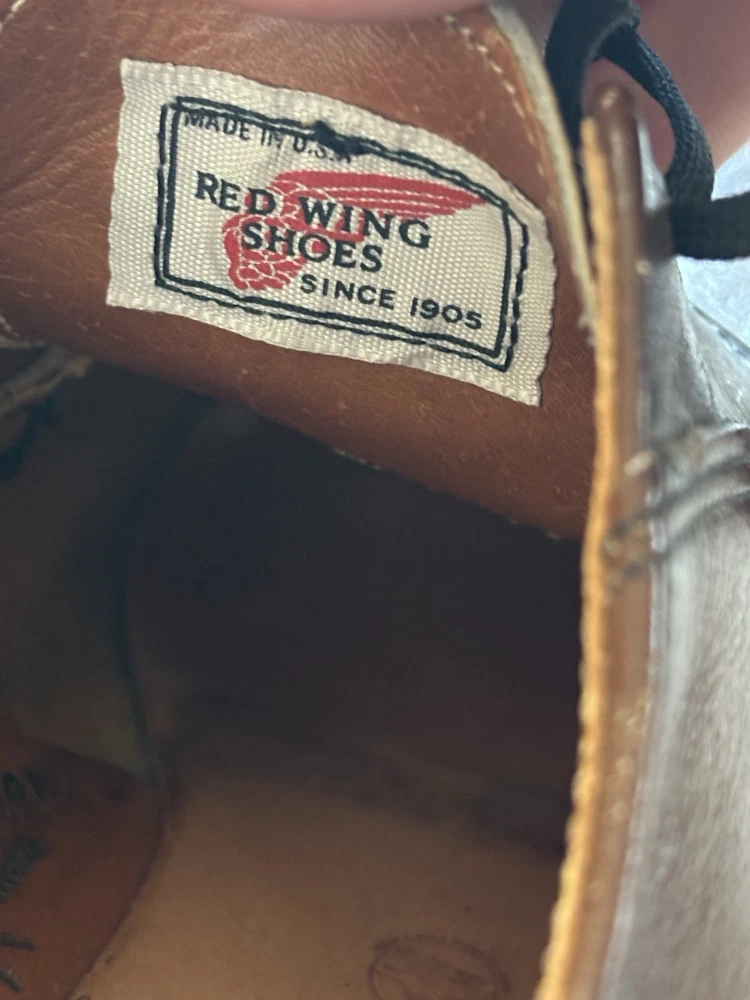 MADE IN U.S.A
RED WING
SHOES
SINCE 1905